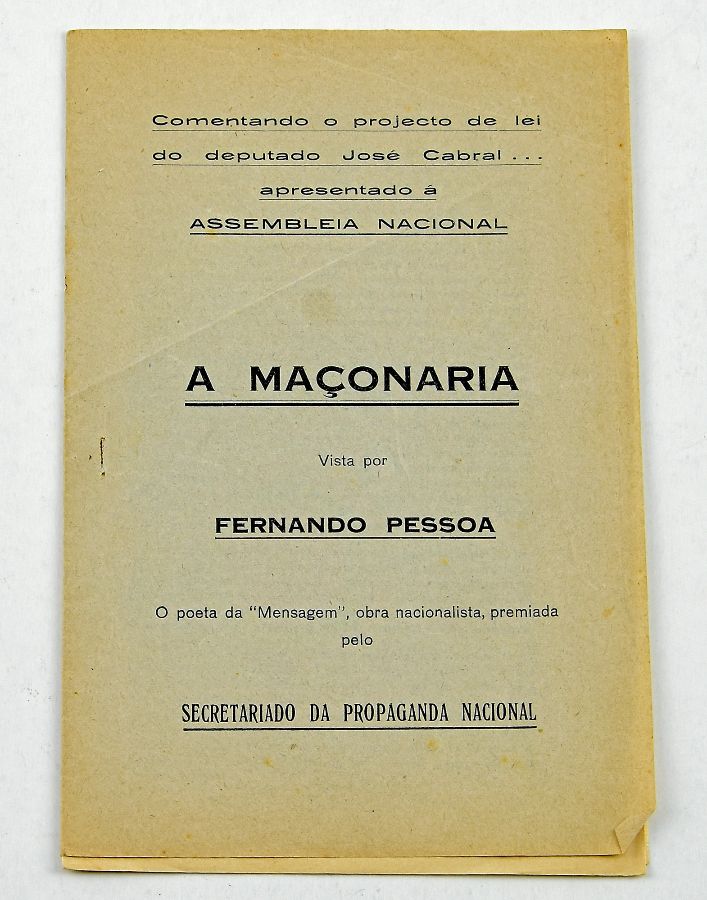 Comentando o projecto de lei
do deputado José Cabral...
apresentado á
ASSEMBLEIA NACIONAL
A MAÇONARIA
Vista por
FERNANDO PESSOA
O poeta da "Mensagem", obra nacionalista, premiada
pelo
SECRETARIADO DA PROPAGANDA NACIONAL